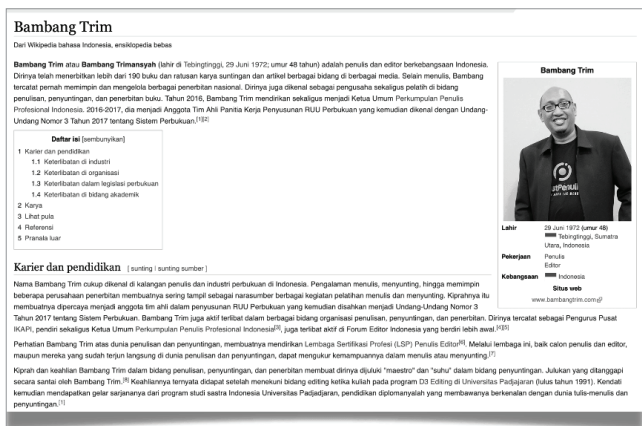 Bambang Trim
Dari Wikipedia bahasa Indonesia, ensiklopedia bebas
Bambang Trim atau Bambang Trimansyah (lahir di Tebingtinggi, 29 Juni 1972; umur 48 tahun) adalah penulis dan editor berkebangsaan Indonesia.
Dirinya telah menerbitkan lebih dari 190 buku dan ratusan karya suntingan dan artikel berbagai bidang di berbagai media. Selain menulis, Bambang
tercatat pernah memimpin dan mengelola berbagai penerbitan nasional. Dirinya juga dikenal sebagai pengusaha sekaligus pelatih di bidang
penulisan, penyuntingan, dan penerbitan buku. Tahun 2016, Bambang Trim mendirikan sekaligus menjadi Ketua Umum Perkumpulan Penulis
Profesional Indonesia. 2016-2017, dia menjadi Anggota Tim Ahli Panitia Kerja Penyusunan RUU Perbukuan yang kemudian dikenal dengan Undang-
Undang Nomor 3 Tahun 2017 tentang Sistem Perbukuan.[1][2]
Daftar isi [sembunyikan]
1 Karier dan pendidikan
1.1 Keterlibatan di industri
1.2 Keterlibatan di organisasi
1.3 Keterlibatan dalam legislasi perbukuan
1.4 Keterlibatan di bidang akademik
2 Karya
3 Lihat pula
4 Referensi
5 Pranala luar
Bambang Trim
Lahir 29 Juni 1972 (umur 48)
Tebingtinggi, Sumatra
Utara, Indonesia
Pekerjaan Penulis
Editor
Kebangsaan Indonesia
Situs web
www.bambangtrim.com
Karier dan pendidikan [ sunting | sunting sumber ]
Nama Bambang Trim cukup dikenal di kalangan penulis dan industri perbukuan di Indonesia. Pengalaman menulis, menyunting, hingga memimpin
beberapa perusahaan penerbitan membuatnya sering tampil sebagai narasumber berbagai kegiatan pelatihan menulis dan menyunting. Kiprahnya itu
membuatnya dipercaya menjadi anggota tim ahli dalam penyusunan RUU Perbukuan yang kemudian disahkan menjadi Undang-Undang Nomor 3
Tahun 2017 tentang Sistem Perbukuan. Bambang Trim juga aktif terlibat dalam berbagai bidang organisasi penulisan, penyuntingan, dan penerbitan. Dirinya tercatat sebagai Pengurus Pusat
IKAPI, pendiri sekaligus Ketua Umum Perkumpulan Penulis Profesional Indonesia[3], juga terlibat aktif di Forum Editor Indonesia yang berdiri lebih awal.[4][5]
Perhatian Bambang Trim atas dunia penulisan dan penyuntingan, membuatnya mendirikan Lembaga Sertifikasi Profesi (LSP) Penulis Editor[6]. Melalui lembaga ini, baik calon penulis dan editor,
maupun mereka yang sudah terjun langsung di dunia penulisan dan penyuntingan, dapat mengukur kemampuannya dalam menulis atau menyunting.[7]
Kiprah dan keahlian Bambang Trim dalam bidang penulisan, penyuntingan, dan penerbitan membuat dirinya dijuluki "maestro" dan "suhu" dalam bidang penyuntingan. Julukan yang ditanggapi
secara santai oleh Bambang Trim.[8] Keahliannya ternyata didapat setelah menekuni bidang editing ketika kuliah pada program D3 Editing di Universitas Padjajaran (lulus tahun 1991). Kendati
kemudian mendapatkan gelar sarjananya dari program studi sastra Indonesia Universitas Padjadjaran, pendidikan diplomanyalah yang membawanya berkenalan dengan dunia tulis-menulis dan
penyuntingan.[1]